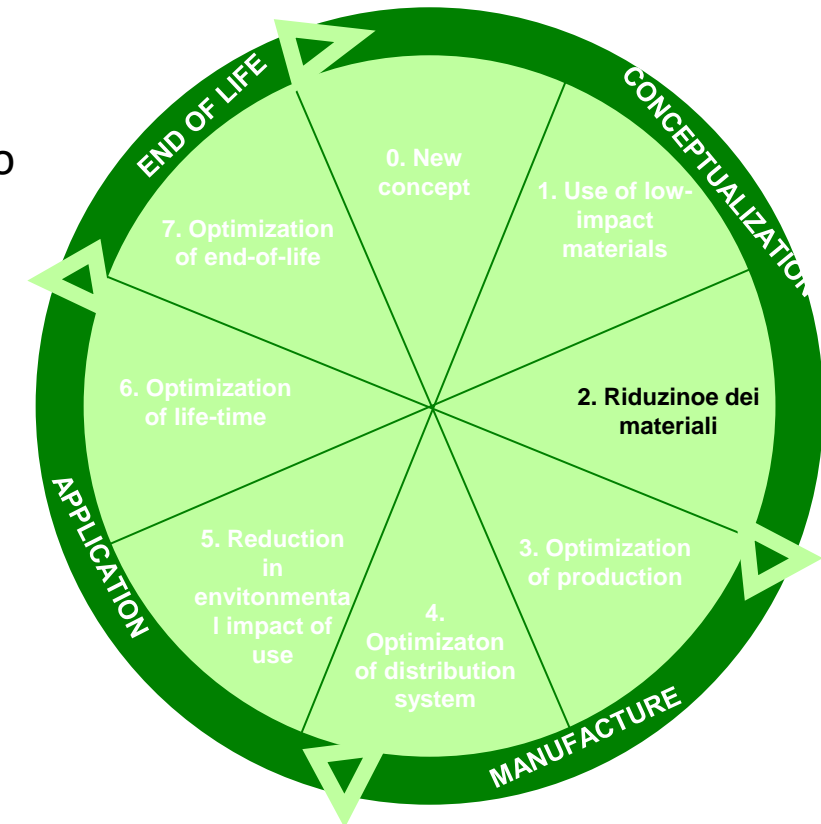 o
END OF LIFE
CONCEPTUALIZATION
0. New
concept
1. Use of low-
impact
materials
7. Optimization
of end-of-life
6. Optimization
of life-time
2. Riduzinoe dei
materiali
APPLICATION
5. Reduction
in
envitonmenta
l impact of
use
3. Optimization
of production
4.
Optimizaton
of distribution
system
MANUFACTURE